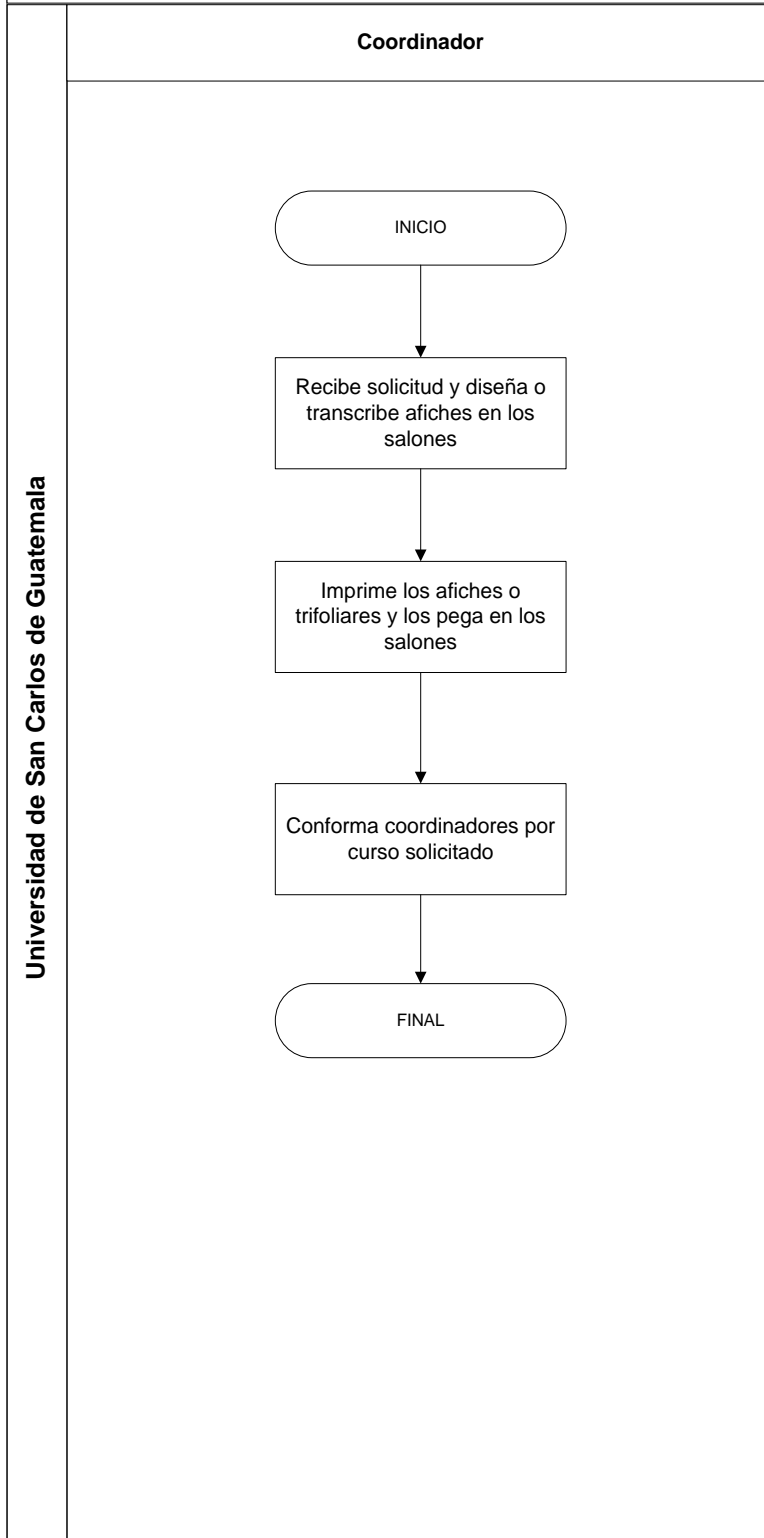 Coordinador
Universidad de San Carlos de Guatemala
INICIO
Recibe solicitud y diseña o
transcribe afiches en los
salones
Imprime los afiches o
trifoliares y los pega en los
salones
Conforma coordinadores por
curso solicitado
FINAL